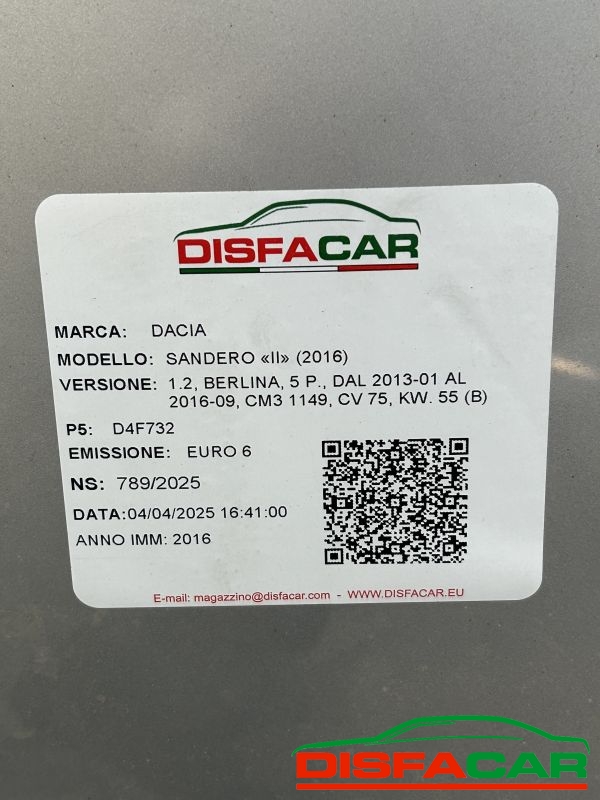 DISFACAR
MARCA: DACIA
MODELLO: SANDERO «II» (2016)
VERSIONE: 1.2, BERLINA, 5 P., DAL 2013-01 AL
2016-09, CM3 1149, CV 75, KW. 55 (B)
P5: D4F732
EMISSIONE: EURO 6
NS: 789/2025
DATA:04/04/2025 16:41:00
ANNO IMM: 2016
E-mail: magazzino@disfacar.com - WWW.DISFACAR.EU
DISFACAR